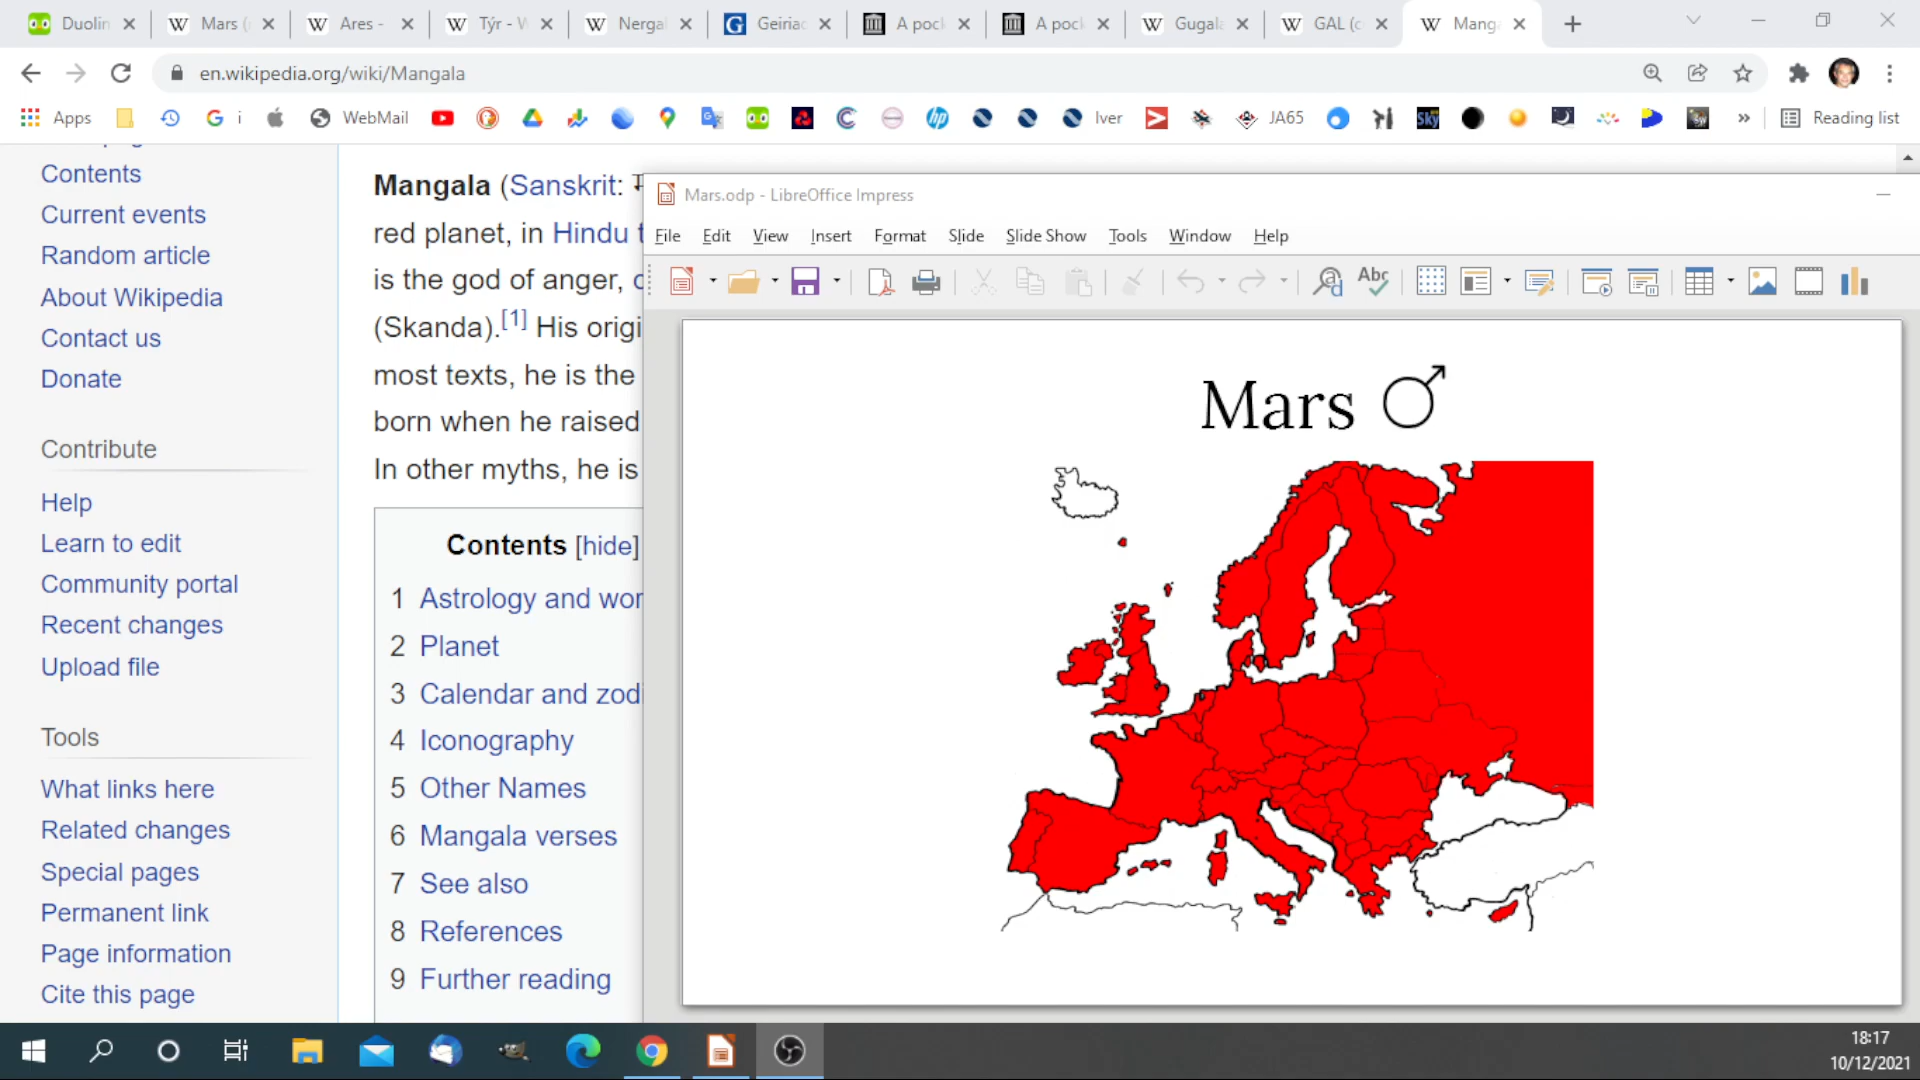 Duolin
Mars (
Ares -
Týr - W
Nergal
Geiriad
A pock
A pock
Gugala
GAL (c
Manga
en.wikipedia.org/wiki/Mangala
Apps
G i
WebMail
Iver
JA65
Reading list
Contents
Current events
Random article
About Wikipedia
Contact us
Donate
Contribute
Help
Learn to edit
Community portal
Recent changes
Upload file
Tools
What links here
Related changes
Special pages
Permanent link
Page information
Cite this page
Mangala (Sanskrit:
red planet, in Hindu t
is the god of anger,
(Skanda).[1] His origi
most texts, he is the
born when he raised
In other myths, he is
Contents [hide]
1 Astrology and wor
2 Planet
3 Calendar and zodi
4 Iconography
5 Other Names
6 Mangala verses
7 See also
8 References
9 Further reading
Mars.odp - LibreOffice Impress
File Edit View Insert Format Slide Slide Show Tools Window Help
Abc
Mars ♂
18:17
10/12/2021